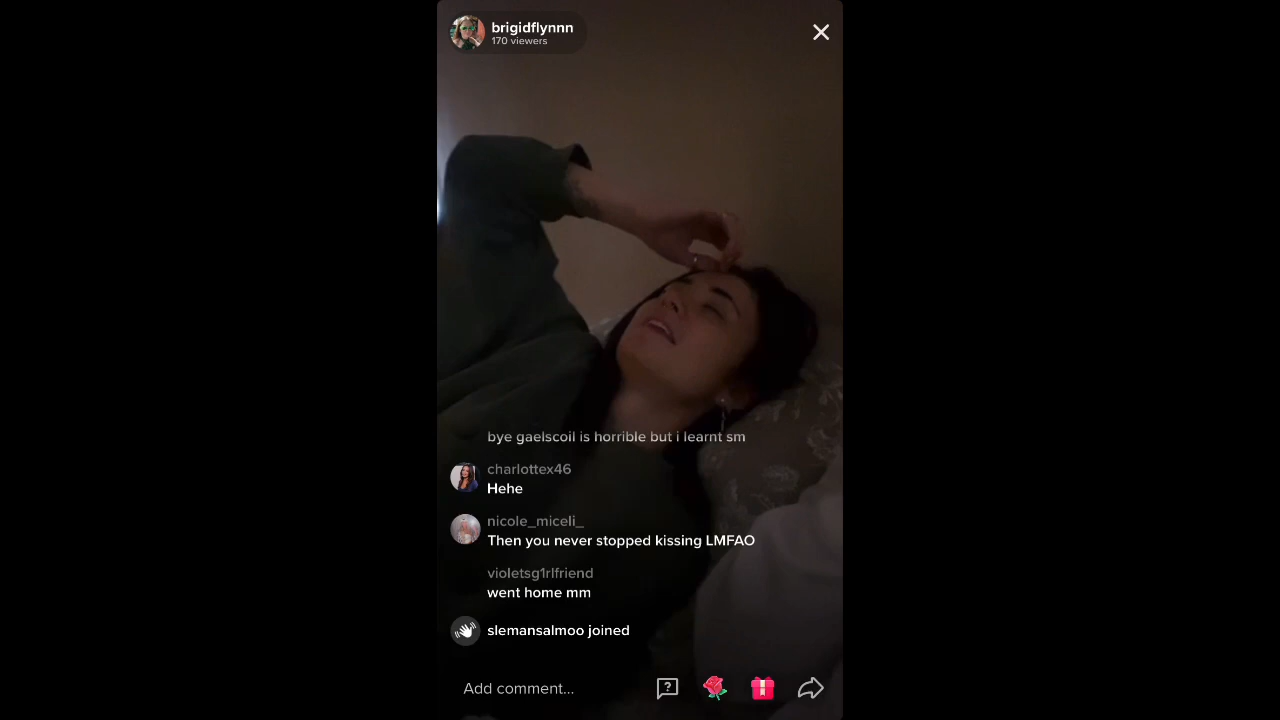 brigidflynnn
170 viewers
bye gaelscoil is horrible but i learnt sm
charlottex46
Hehe
nicole_miceli_
Then you never stopped kissing LMFAO
violetsg1rlfriend
went home mm
slemansalmoo joined
Add comment...
?